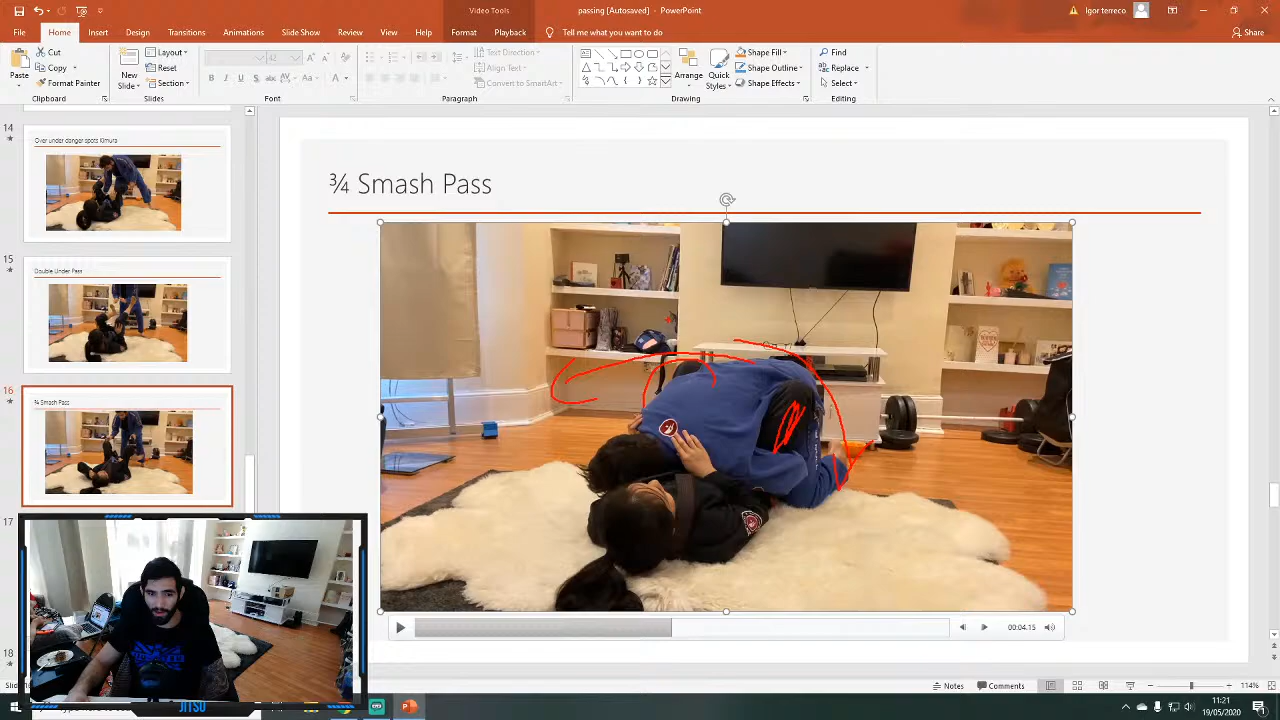 Video Tools
passing [Autosaved] - PowerPoint
Igor terreco
File Home Insert Design Transitions Animations Slide Show Review View Help Format Playback Tell me what you want to do
Share
Paste
Cut
Copy
Format Painter
Clipboard
New
Slide
Layout
Reset
Section
Slides
42
Font
Text Direction
Align Text
Convert to SmartArt
Paragraph
Arrange
Quick
Styles
Shape Fill
Shape Outline
Shape Effects
Drawing
Find
Replace
Select
Editing
14
Over under danger spots Kimura
15
Double Under Pass
¾ Smash Pass
18
¾ Smash Pass
00:04.15
Notes
Comments
114%
JITSU
11:21
19/05/2020